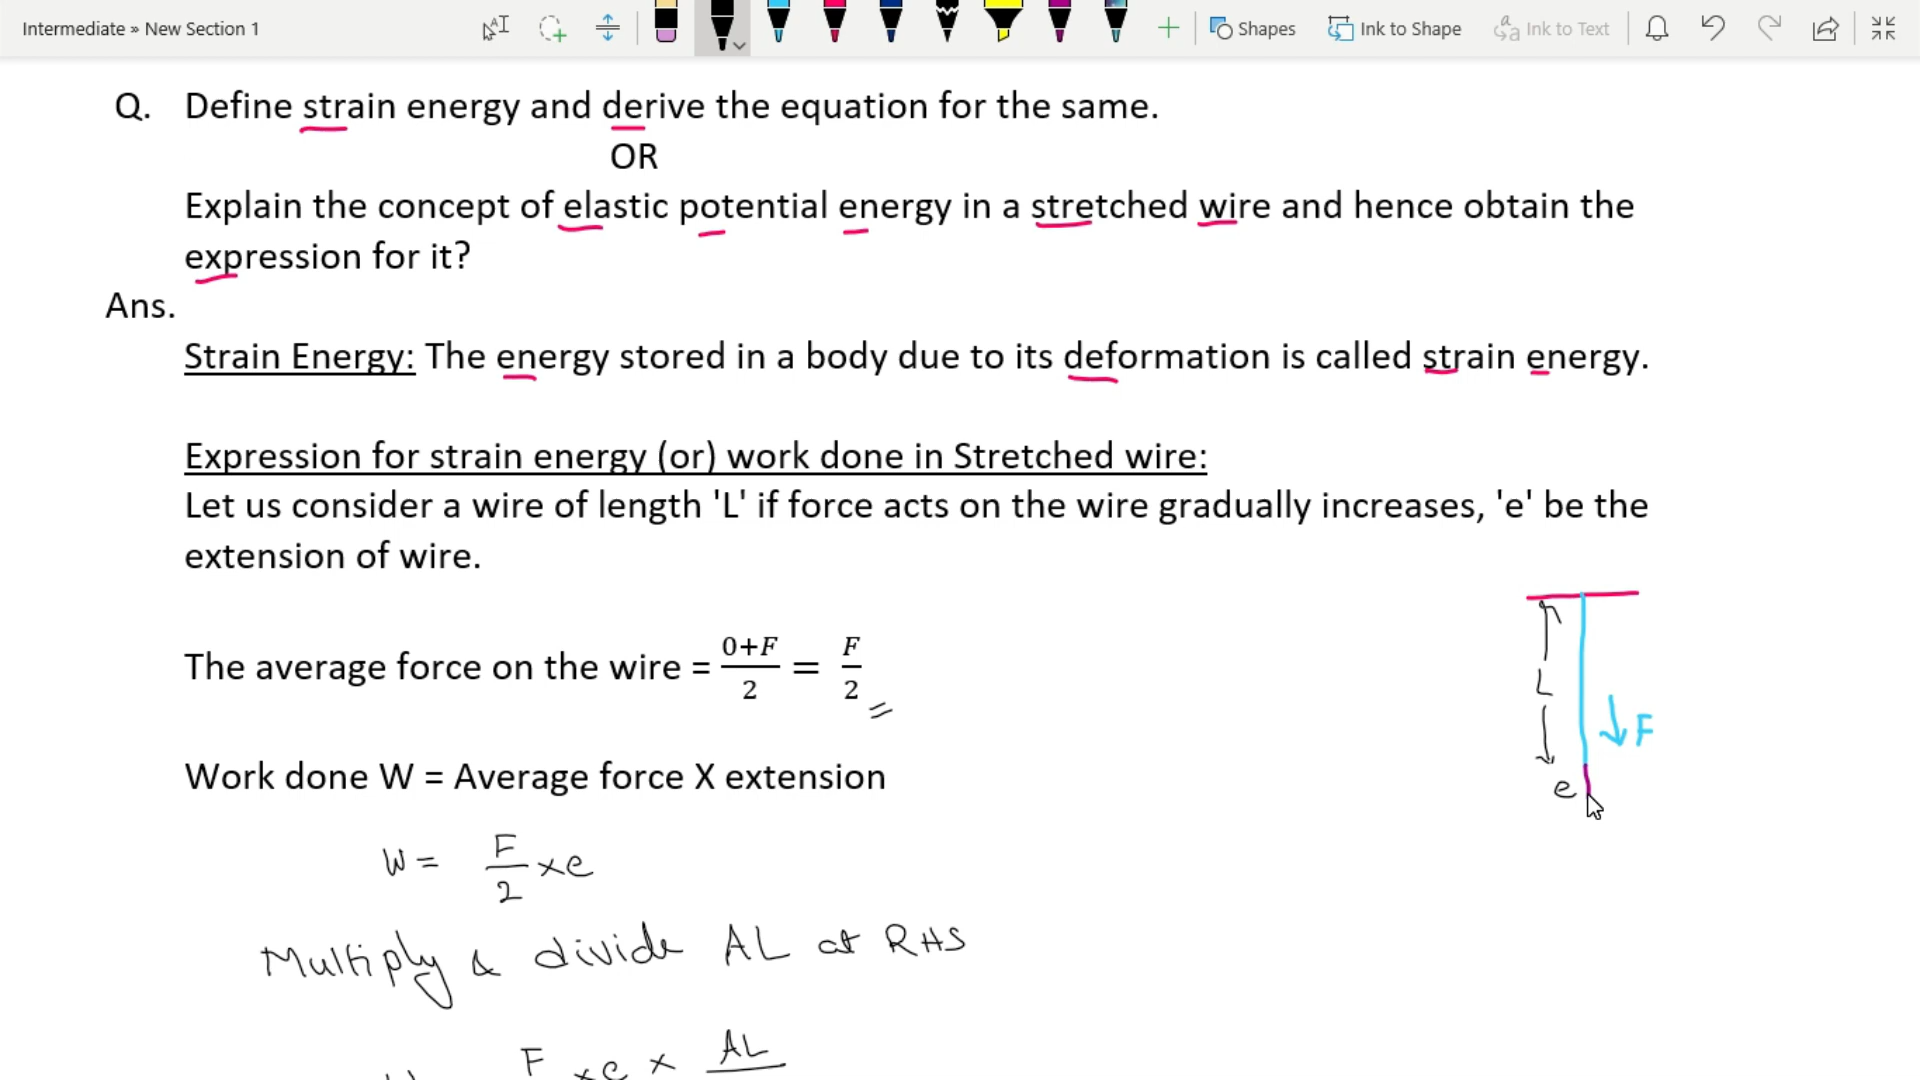 Intermediate » New Section 1 Shapes Ink to Shape Ink to Text
Q. Define strain energy and derive the equation for the same.
OR
Explain the concept of elastic potential energy in a stretched wire and hence obtain the
expression for it?
Ans.
Strain Energy: The energy stored in a body due to its deformation is called strain energy.
Expression for strain energy (or) work done in Stretched wire:
Let us consider a wire of length 'L' if force acts on the wire gradually increases, 'e' be the
extension of wire.
The average force on the wire = 0+F/2 = F/2
L
F
e
Work done W = Average force X extension
W = F/2 × e
Multiply & divide AL at RHS
F × e × AL